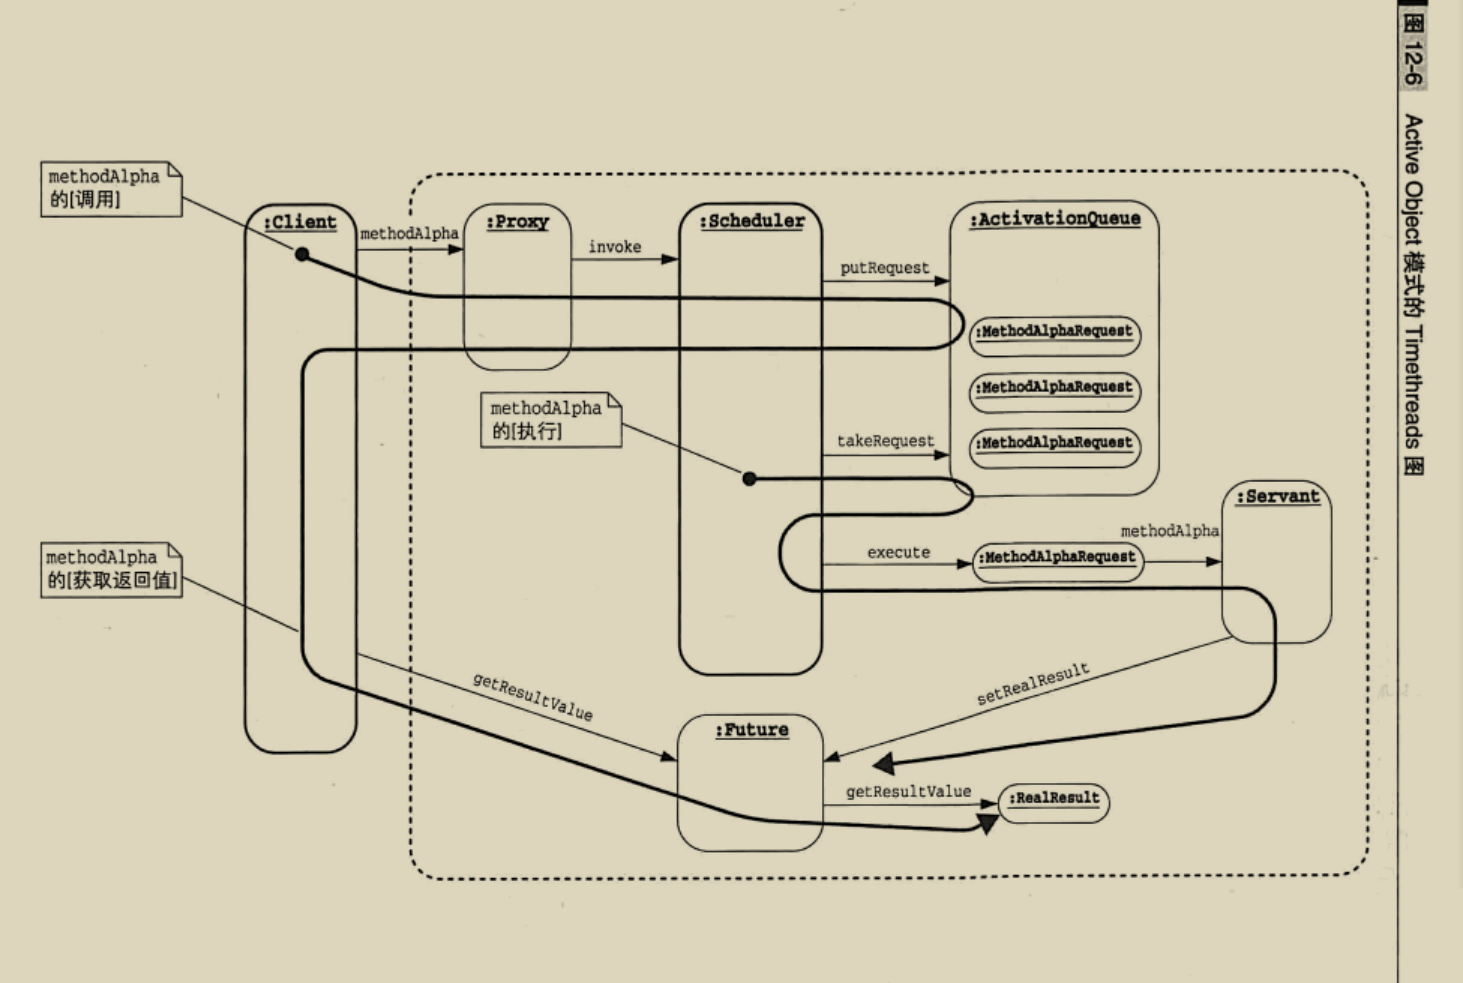 图 12-6 Active Object 模式的 Timethreads 图
methodAlpha
的[调用]
:Client
methodAlpha
:Proxy
invoke
:Scheduler
putRequest
:ActivationQueue
:MethodAlphaRequest
:MethodAlphaRequest
:MethodAlphaRequest
methodAlpha
的[执行]
takeRequest
:Servant
methodAlpha
execute
:MethodAlphaRequest
methodAlpha
的[获取返回值]
getResultValue
setRealResult
:Future
getResultValue
:RealResult